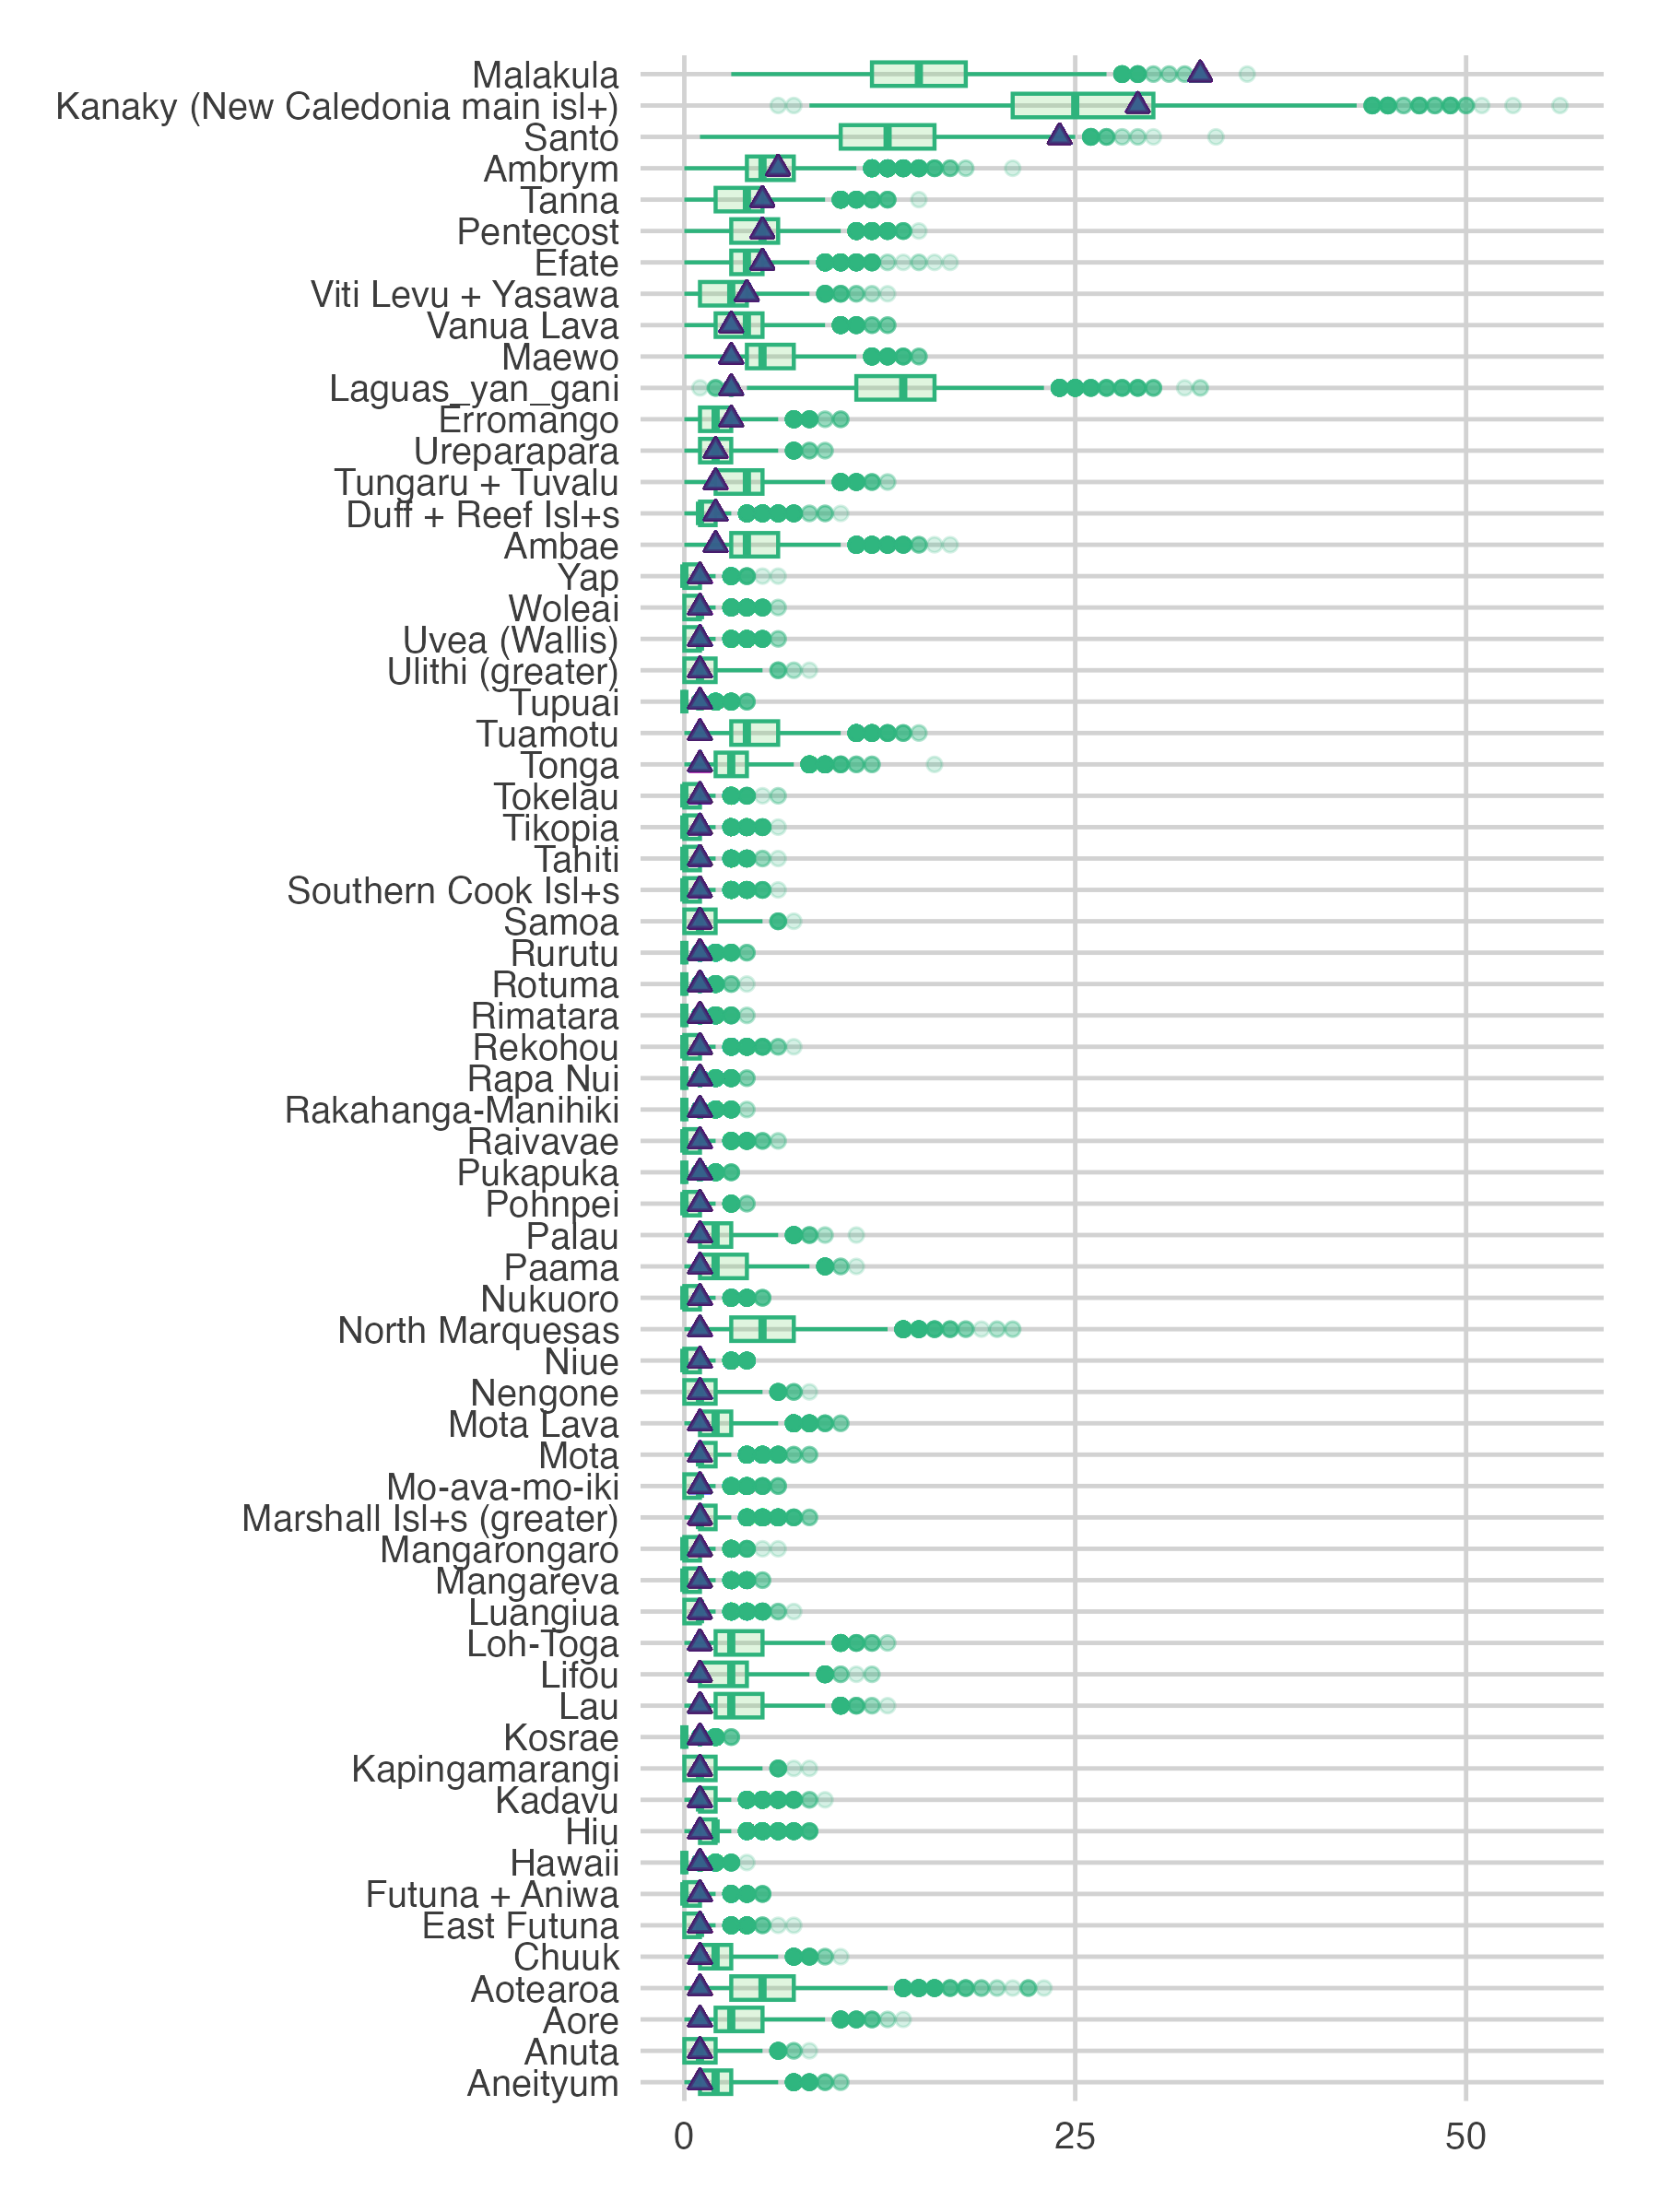 Malakula
Kanaky (New Caledonia main isl+)
Santo
Ambrym
Tanna
Pentecost
Efate
Viti Levu + Yasawa
Vanua Lava
Maewo
Laguas_yan_gani
Erromango
Ureparapara
Tungaru + Tuvalu
Duff + Reef Isl+s
Ambae
Yap
Woleai
Uvea (Wallis)
Ulithi (greater)
Tupuai
Tuamotu
Tonga
Tokelau
Tikopia
Tahiti
Southern Cook Isl+s
Samoa
Rurutu
Rotuma
Rimatara
Rekohou
Rapa Nui
Rakahanga-Manihiki
Raivavae
Pukapuka
Pohnpei
Palau
Paama
Nukuoro
North Marquesas
Niue
Nengone
Mota Lava
Mota
Mo-ava-mo-iki
Marshall Isl+s (greater)
Mangarongaro
Mangareva
Luangiua
Loh-Toga
Lifou
Lau
Kosrae
Kapingamarangi
Kadavu
Hiu
Hawaii
Futuna + Aniwa
East Futuna
Chuuk
Aotearoa
Aore
Anuta
Aneityum
0 25 50